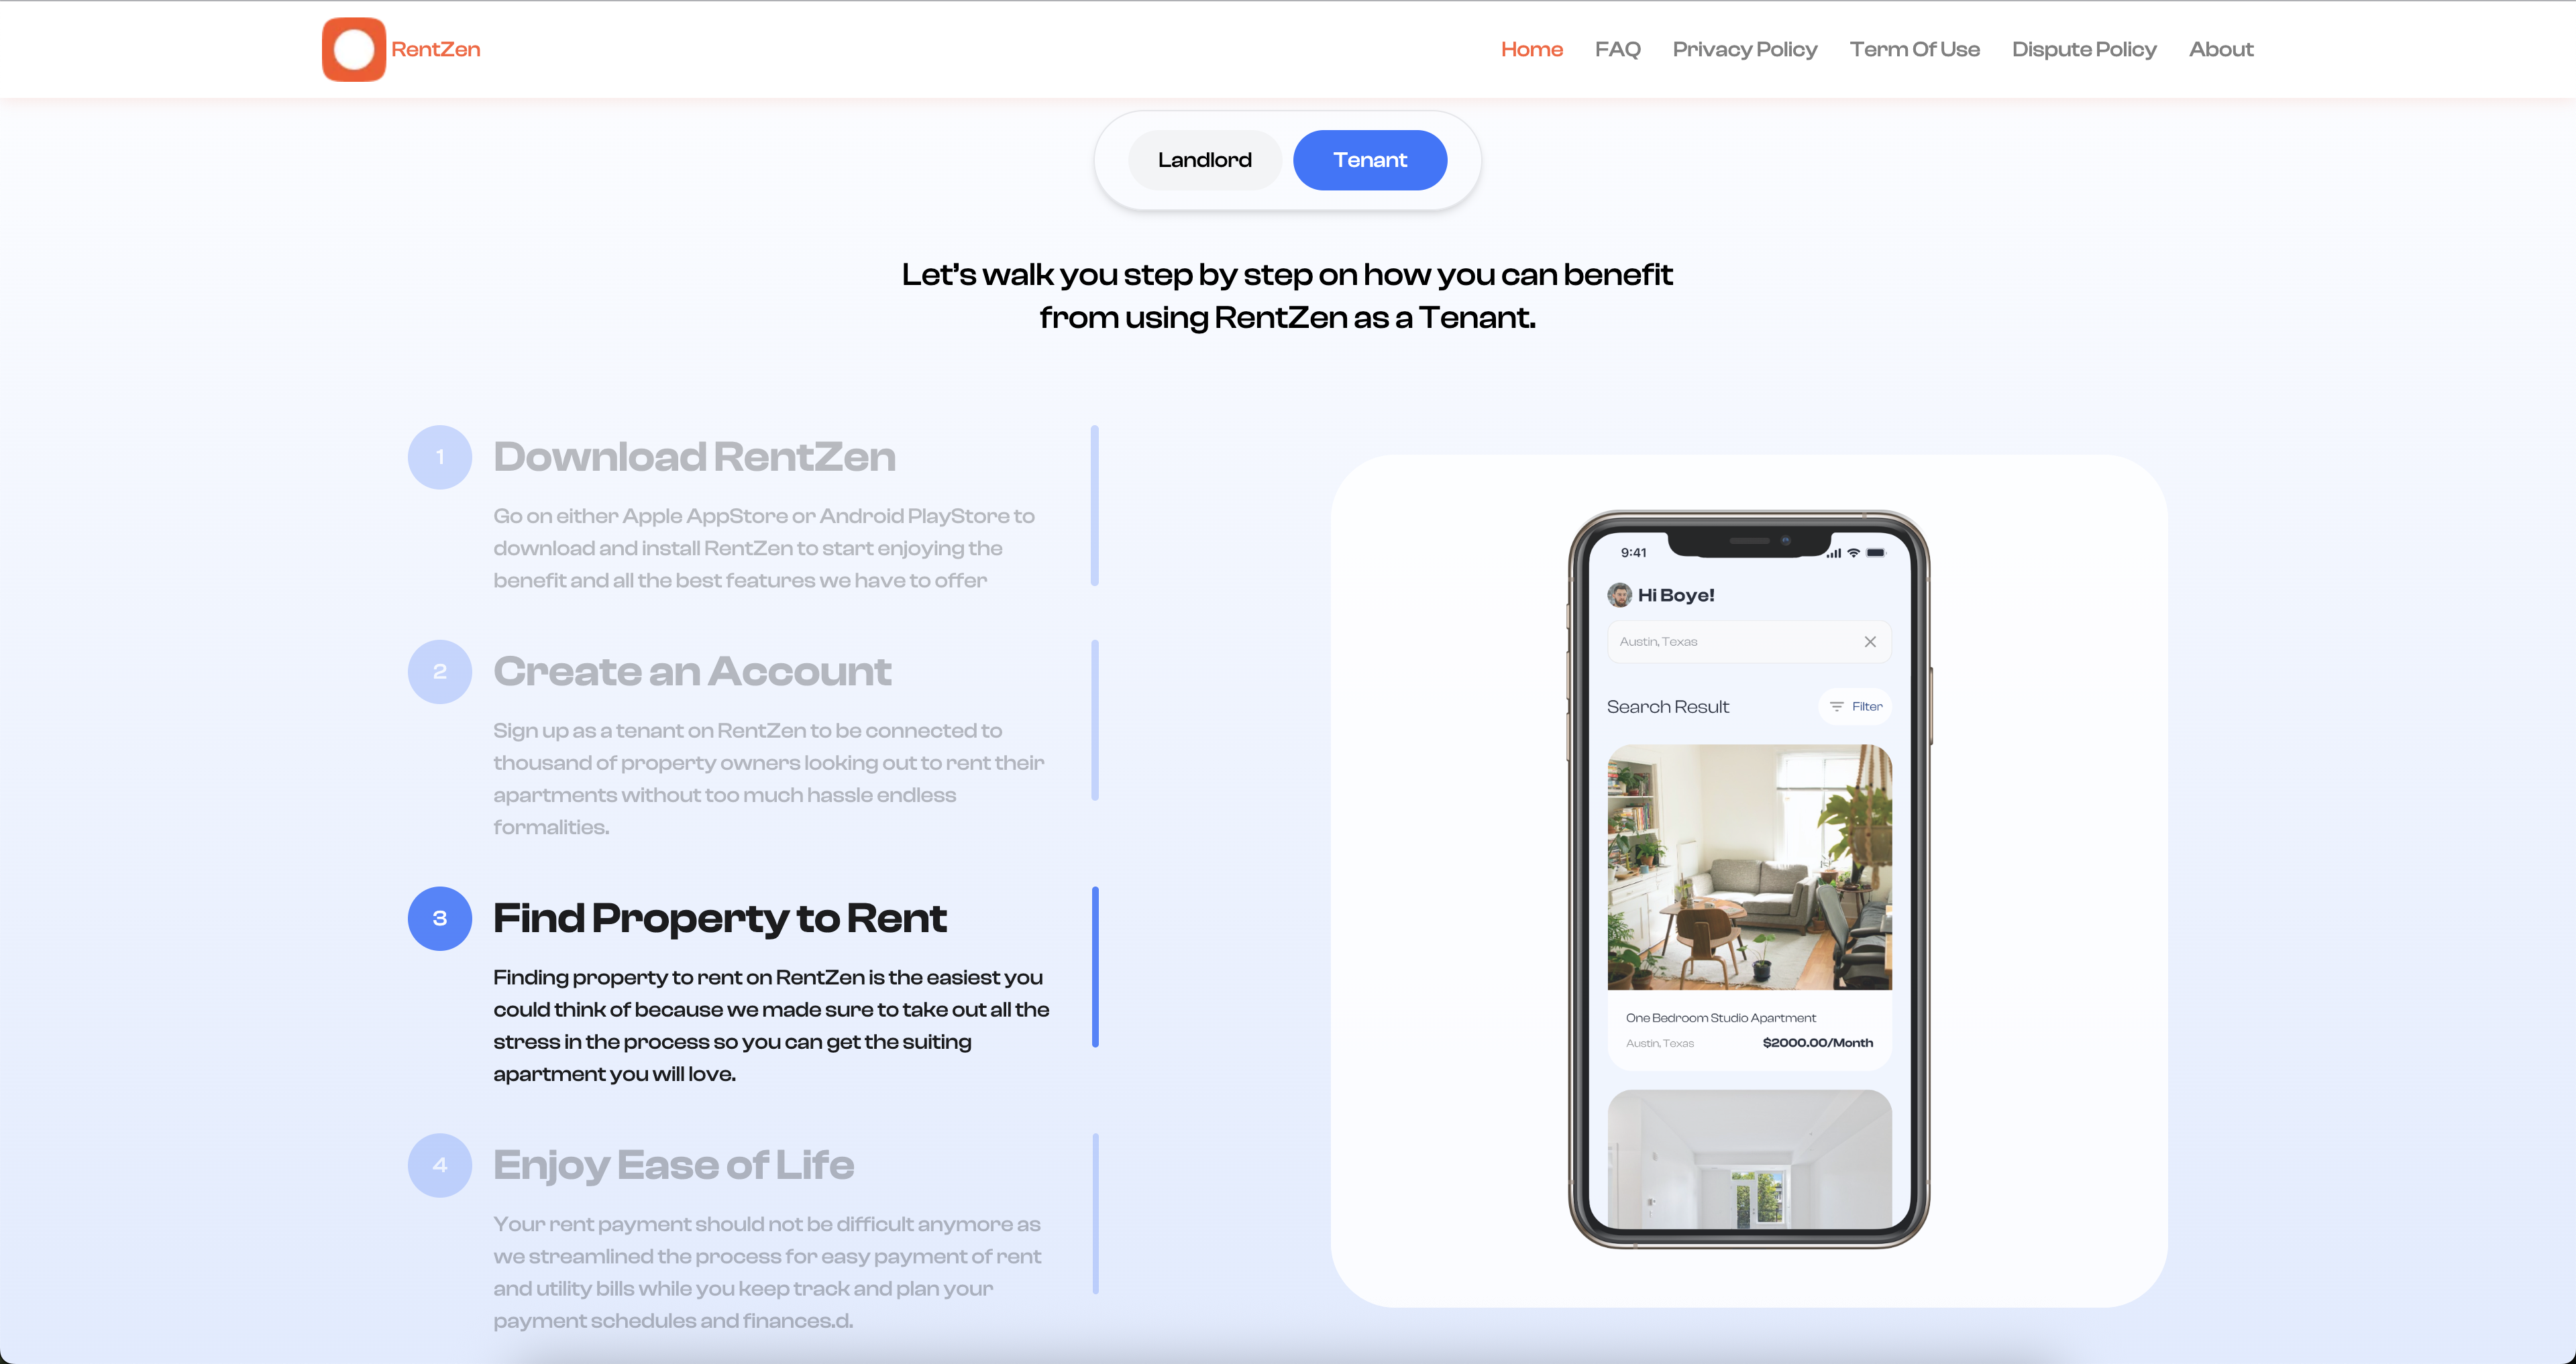 RentZen
Home FAQ Privacy Policy Term Of Use Dispute Policy About
Landlord Tenant
Let's walk you step by step on how you can benefit
from using RentZen as a Tenant.
1 Download RentZen
Go on either Apple AppStore or Android PlayStore to
download and install RentZen to start enjoying the
benefit and all the best features we have to offer
2 Create an Account
Sign up as a tenant on RentZen to be connected to
thousand of property owners looking out to rent their
apartments without too much hassle endless
formalities.
3 Find Property to Rent
Finding property to rent on RentZen is the easiest you
could think of because we made sure to take out all the
stress in the process so you can get the suiting
apartment you will love.
4 Enjoy Ease of Life
Your rent payment should not be difficult anymore as
we streamlined the process for easy payment of rent
and utility bills while you keep track and plan your
payment schedules and finances.d.
9:41
Hi Boye!
Austin, Texas
Search Result Filter
One Bedroom Studio Apartment
Austin, Texas $2000.00/Month